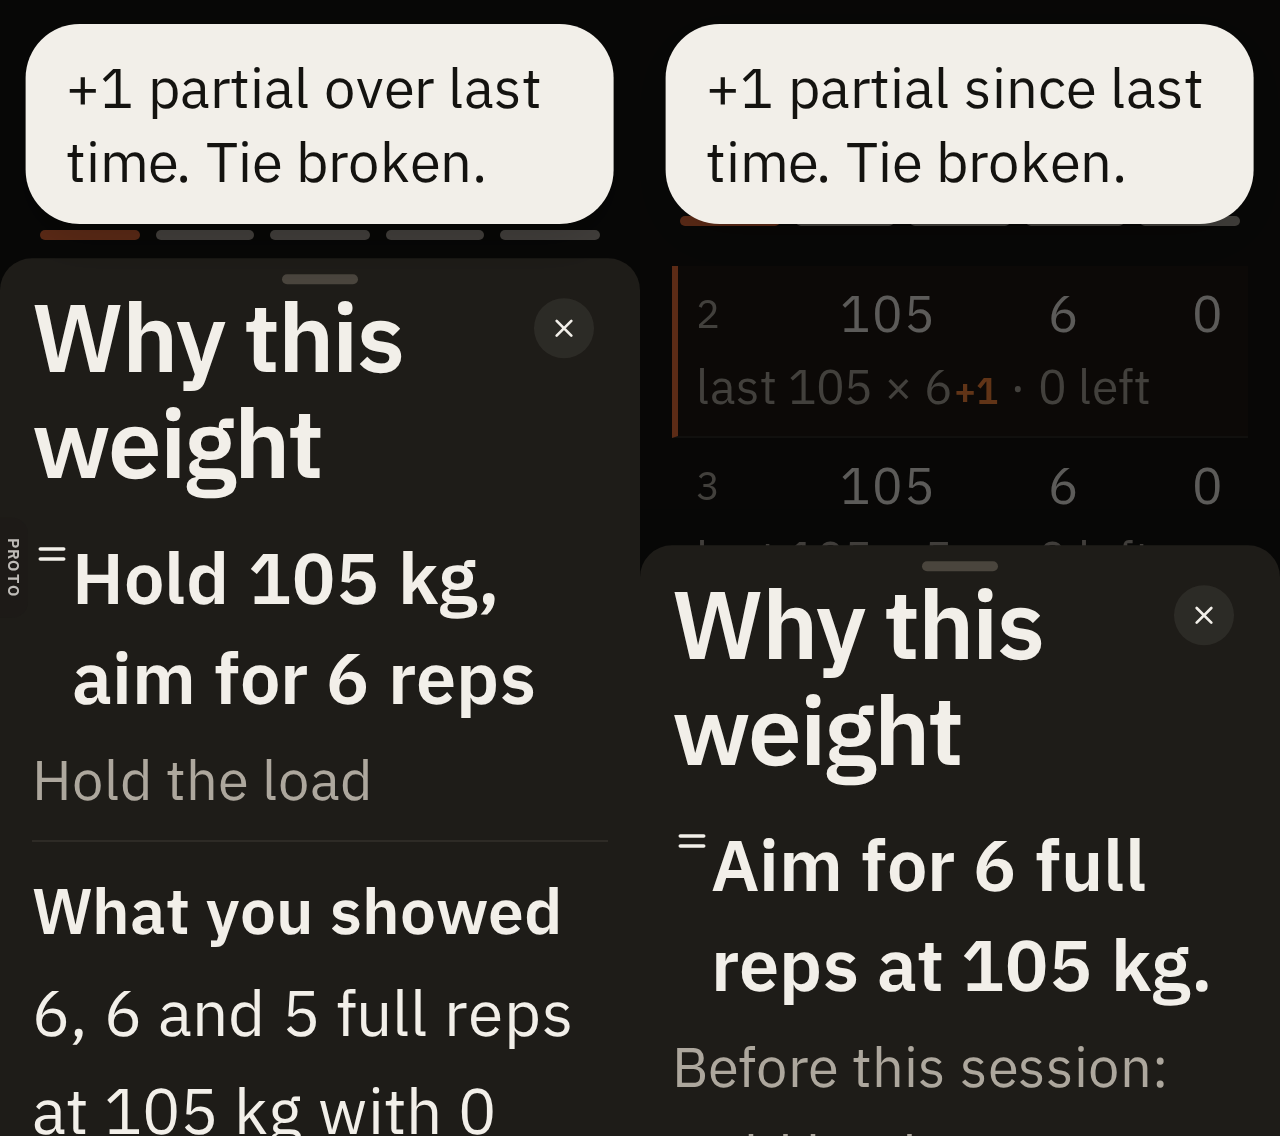 +1 partial over last
time. Tie broken.
Why this
weight
PROTO
= Hold 105 kg,
aim for 6 reps
Hold the load
What you showed
6, 6 and 5 full reps
at 105 kg with 0
+1 partial since last
time. Tie broken.
2 105 6 0
last 105 × 6 +1 · 0 left
3 105 6 0
Why this
weight
= Aim for 6 full
reps at 105 kg.
Before this session: